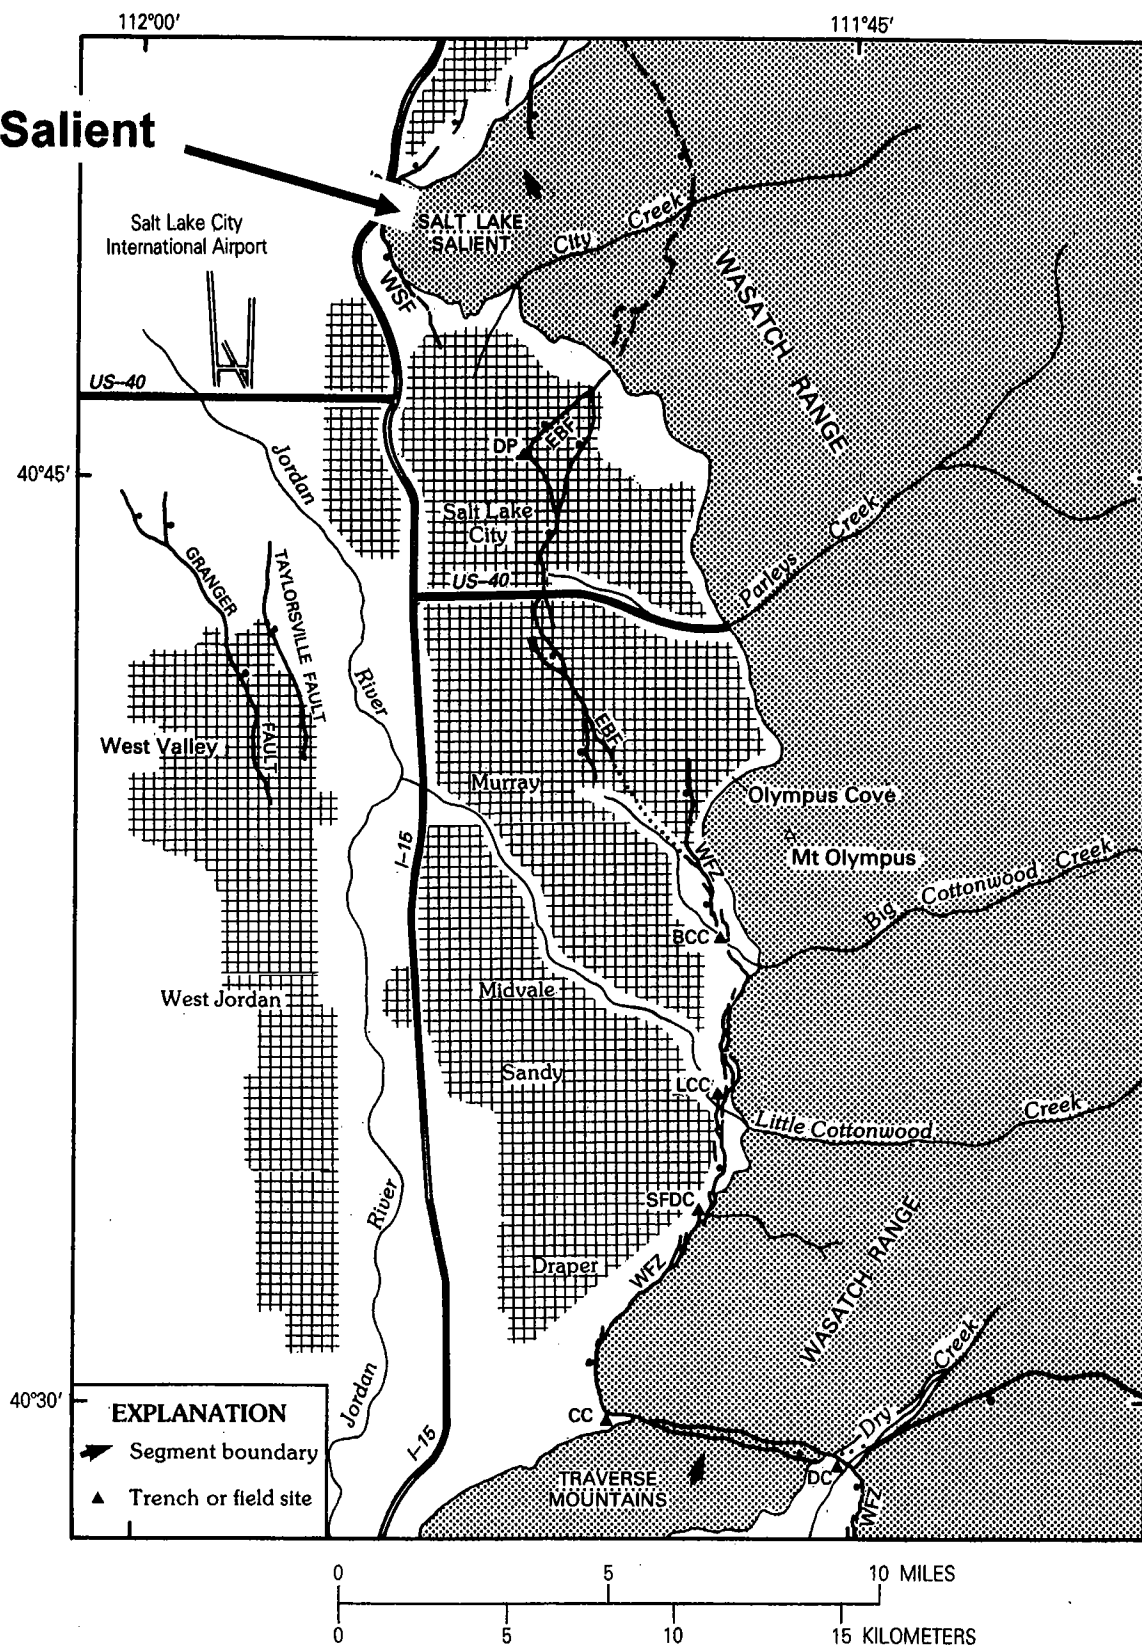 112°00'
111°45'
Salient
Salt Lake City
International Airport
SALT LAKE
SALIENT
City Creek
WASATCH RANGE
WSF
US-40
Jordan
DP
EBF
40°45'
Salt Lake
City
Parleys Creek
US-40
GRANGER
FAULT
TAYLORSVILLE FAULT
River
West Valley
EBF
Murray
Olympus Cove
Mt Olympus
I-15
WFZ
Big Cottonwood Creek
BCC
Midvale
West Jordan
Sandy
LCC
Little Cottonwood Creek
SFDC
River
Draper
WFZ
WASATCH RANGE
Jordan
Dry Creek
40°30'
CC
I-15
DC
TRAVERSE
MOUNTAINS
WFZ
EXPLANATION
Segment boundary
Trench or field site
0 5 10 MILES
0 5 10 15 KILOMETERS